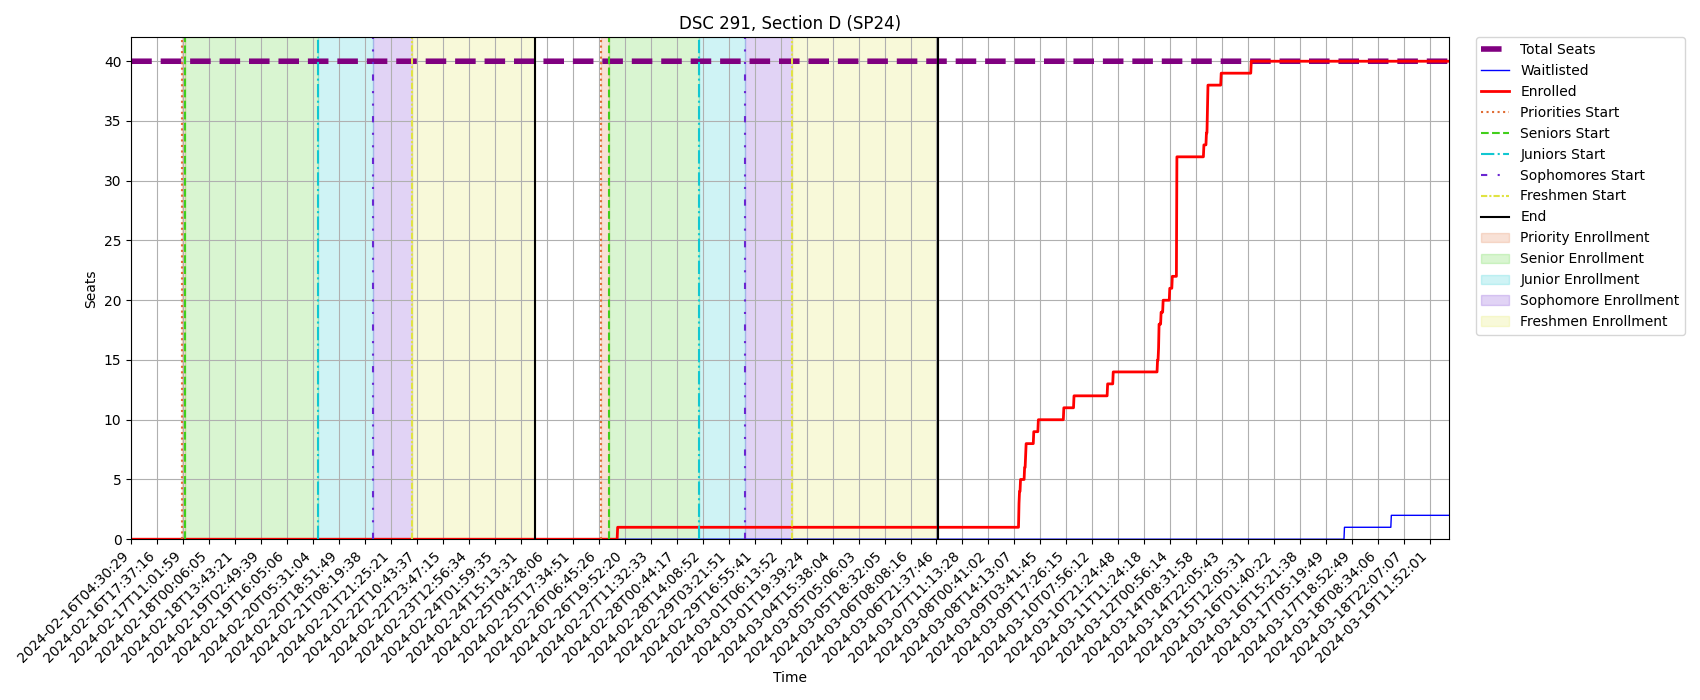 DSC 291, Section D (SP24)
Seats
40
35
30
25
20
15
10
5
0
2024-02-16T04:30:29
2024-02-16T17:37:16
2024-02-17T11:01:59
2024-02-18T00:06:05
2024-02-18T13:43:21
2024-02-19T02:49:39
2024-02-19T16:05:06
2024-02-20T05:31:04
2024-02-20T18:51:49
2024-02-21T08:19:38
2024-02-21T21:25:21
2024-02-22T10:43:37
2024-02-22T23:47:15
2024-02-23T12:56:34
2024-02-24T01:59:35
2024-02-24T15:13:31
2024-02-25T04:28:06
2024-02-25T17:34:51
2024-02-26T06:45:26
2024-02-26T19:52:20
2024-02-27T11:32:33
2024-02-28T00:44:17
2024-02-28T14:08:52
2024-02-29T03:21:51
2024-02-29T16:55:41
2024-03-01T06:13:52
2024-03-01T19:39:24
2024-03-04T15:38:04
2024-03-05T05:06:03
2024-03-05T18:32:05
2024-03-06T08:08:16
2024-03-06T21:37:46
2024-03-07T11:13:28
2024-03-08T00:41:02
2024-03-08T14:13:07
2024-03-09T03:41:45
2024-03-09T17:26:15
2024-03-10T07:56:12
2024-03-10T21:24:48
2024-03-11T11:24:18
2024-03-12T00:56:14
2024-03-14T08:31:58
2024-03-14T22:05:43
2024-03-15T12:05:31
2024-03-16T01:40:22
2024-03-16T15:21:38
2024-03-17T05:19:49
2024-03-17T18:52:49
2024-03-18T08:34:06
2024-03-18T22:07:07
2024-03-19T11:52:01
Time
Total Seats
Waitlisted
Enrolled
Priorities Start
Seniors Start
Juniors Start
Sophomores Start
Freshmen Start
End
Priority Enrollment
Senior Enrollment
Junior Enrollment
Sophomore Enrollment
Freshmen Enrollment